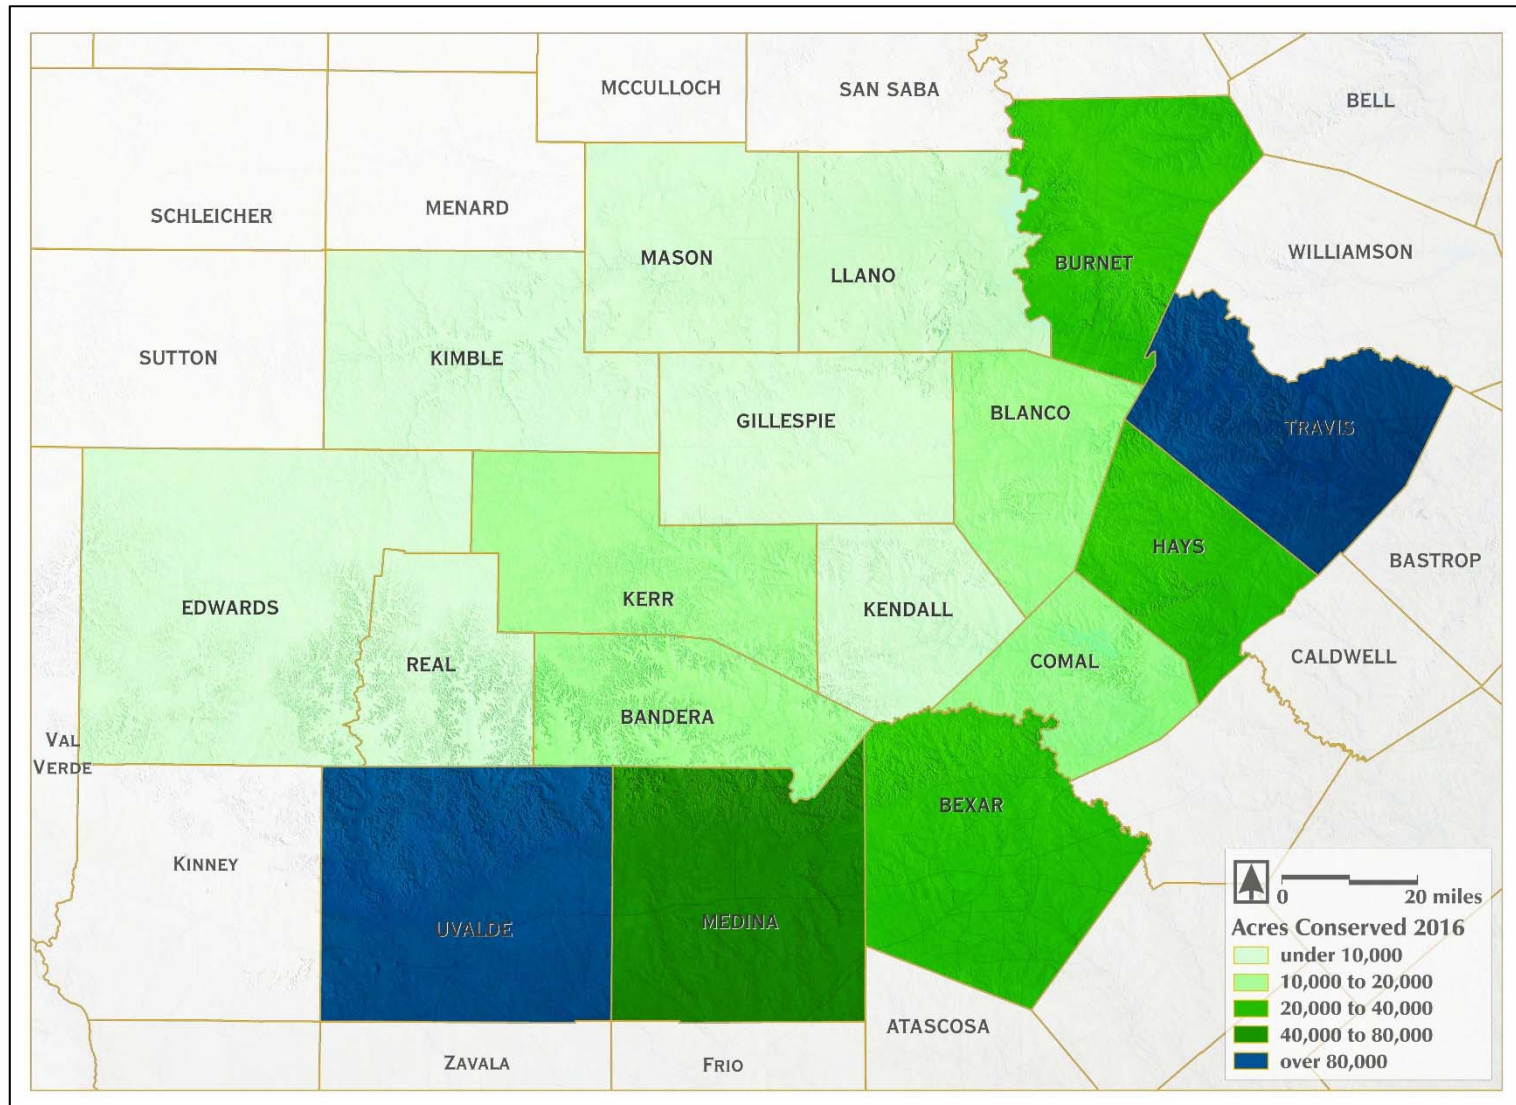 MCCULLOCH
SAN SABA
BELL
SCHLEICHER
MENARD
MASON
LLANO
BURNET
WILLIAMSON
SUTTON
KIMBLE
GILLESPIE
BLANCO
TRAVIS
HAYS
BASTROP
EDWARDS
KERR
KENDALL
REAL
COMAL
CALDWELL
BANDERA
VAL
VERDE
BEXAR
KINNEY
UVALDE
MEDINA
ATASCOSA
ZAVALA
FRIO
0 20 miles
Acres Conserved 2016
under 10,000
10,000 to 20,000
20,000 to 40,000
40,000 to 80,000
over 80,000